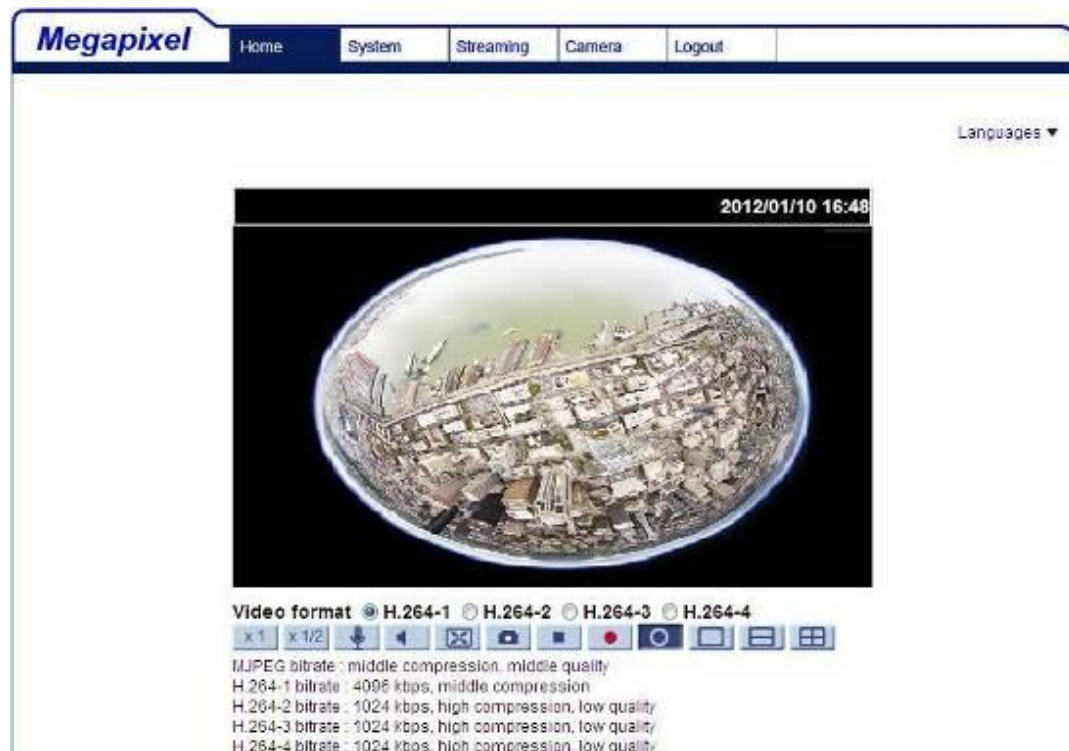 Megapixel
Home System Streaming Camera Logout
Languages ▼
2012/01/10 16:48
Video format H.264-1 H.264-2 H.264-3 H.264-4
x 1 x 1/2
MJPEG bitrate : middle compression, middle quality
H.264-1 bitrate : 4096 kbps, middle compression
H.264-2 bitrate : 1024 kbps, high compression, low quality
H.264-3 bitrate : 1024 kbps, high compression, low quality
H.264-4 bitrate : 1024 kbps, high compression, low quality